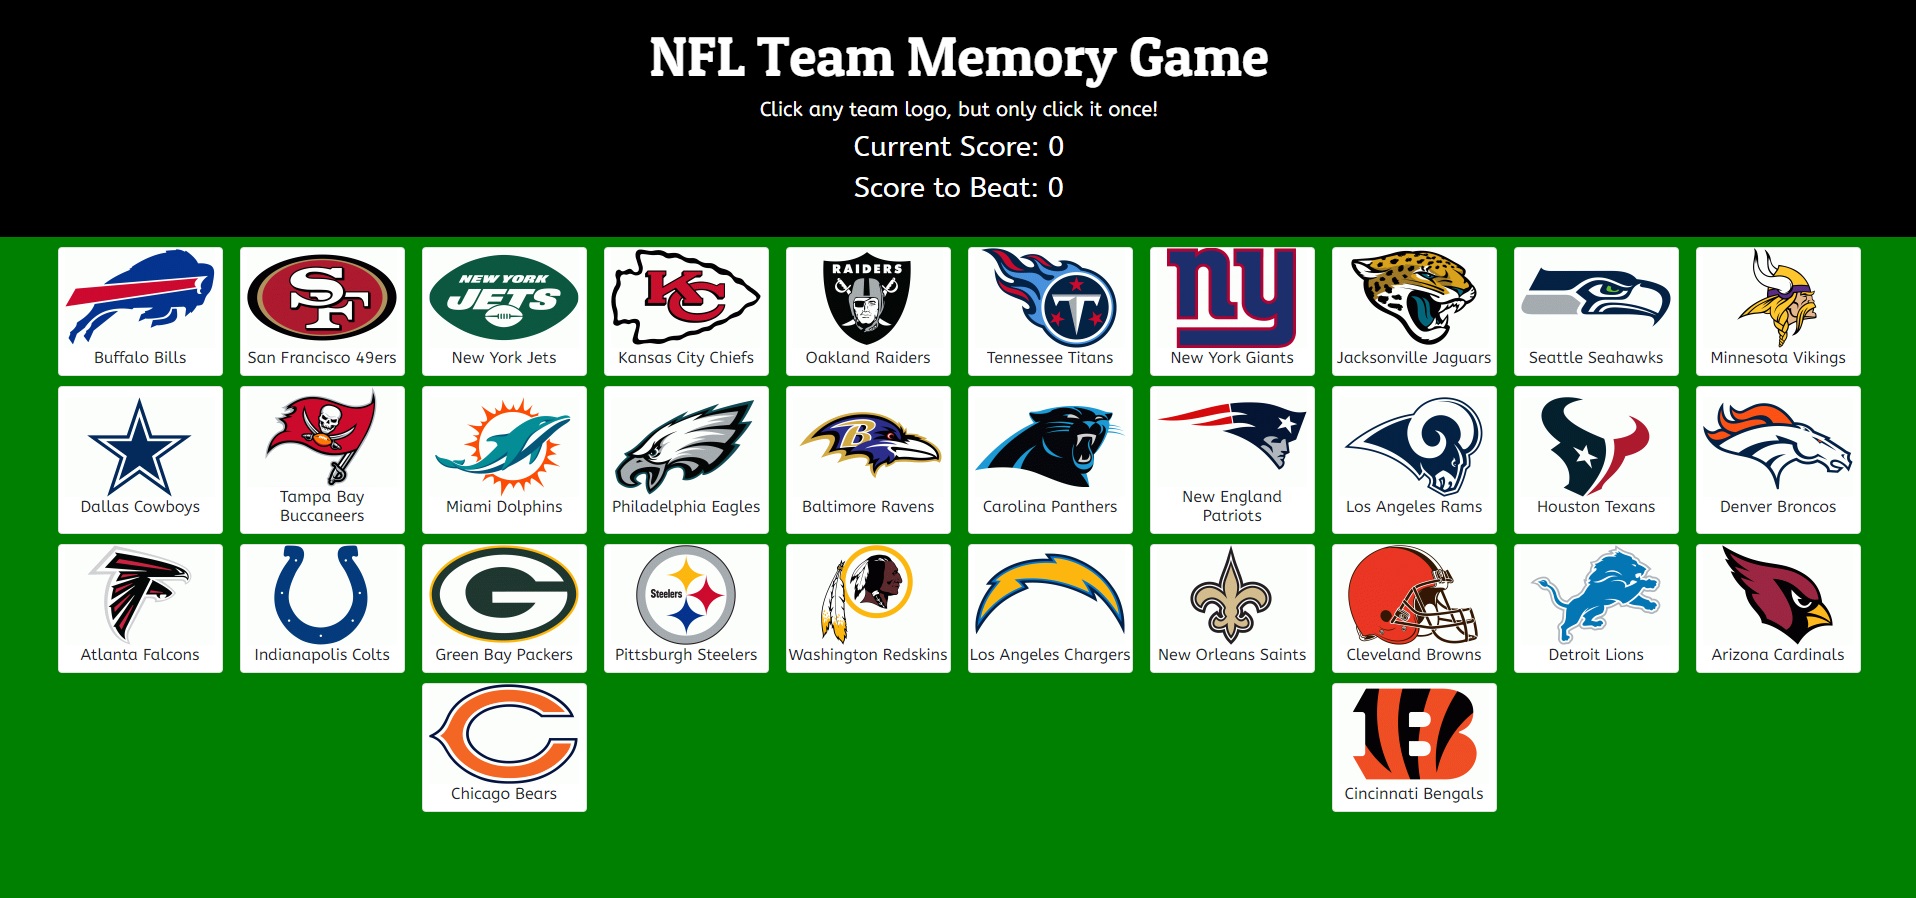 NFL Team Memory Game
Click any team logo, but only click it once!
Current Score: 0
Score to Beat: 0
SF
NEW YORK
JETS
KC
RAIDERS
T
ny
Buffalo Bills
San Francisco 49ers
New York Jets
Kansas City Chiefs
Oakland Raiders
Tennessee Titans
New York Giants
Jacksonville Jaguars
Seattle Seahawks
Minnesota Vikings
B
Dallas Cowboys
Tampa Bay
Buccaneers
Miami Dolphins
Philadelphia Eagles
Baltimore Ravens
Carolina Panthers
New England
Patriots
Los Angeles Rams
Houston Texans
Denver Broncos
G
Steelers
Atlanta Falcons
Indianapolis Colts
Green Bay Packers
Pittsburgh Steelers
Washington Redskins
Los Angeles Chargers
New Orleans Saints
Cleveland Browns
Detroit Lions
Arizona Cardinals
C
B
Chicago Bears
Cincinnati Bengals